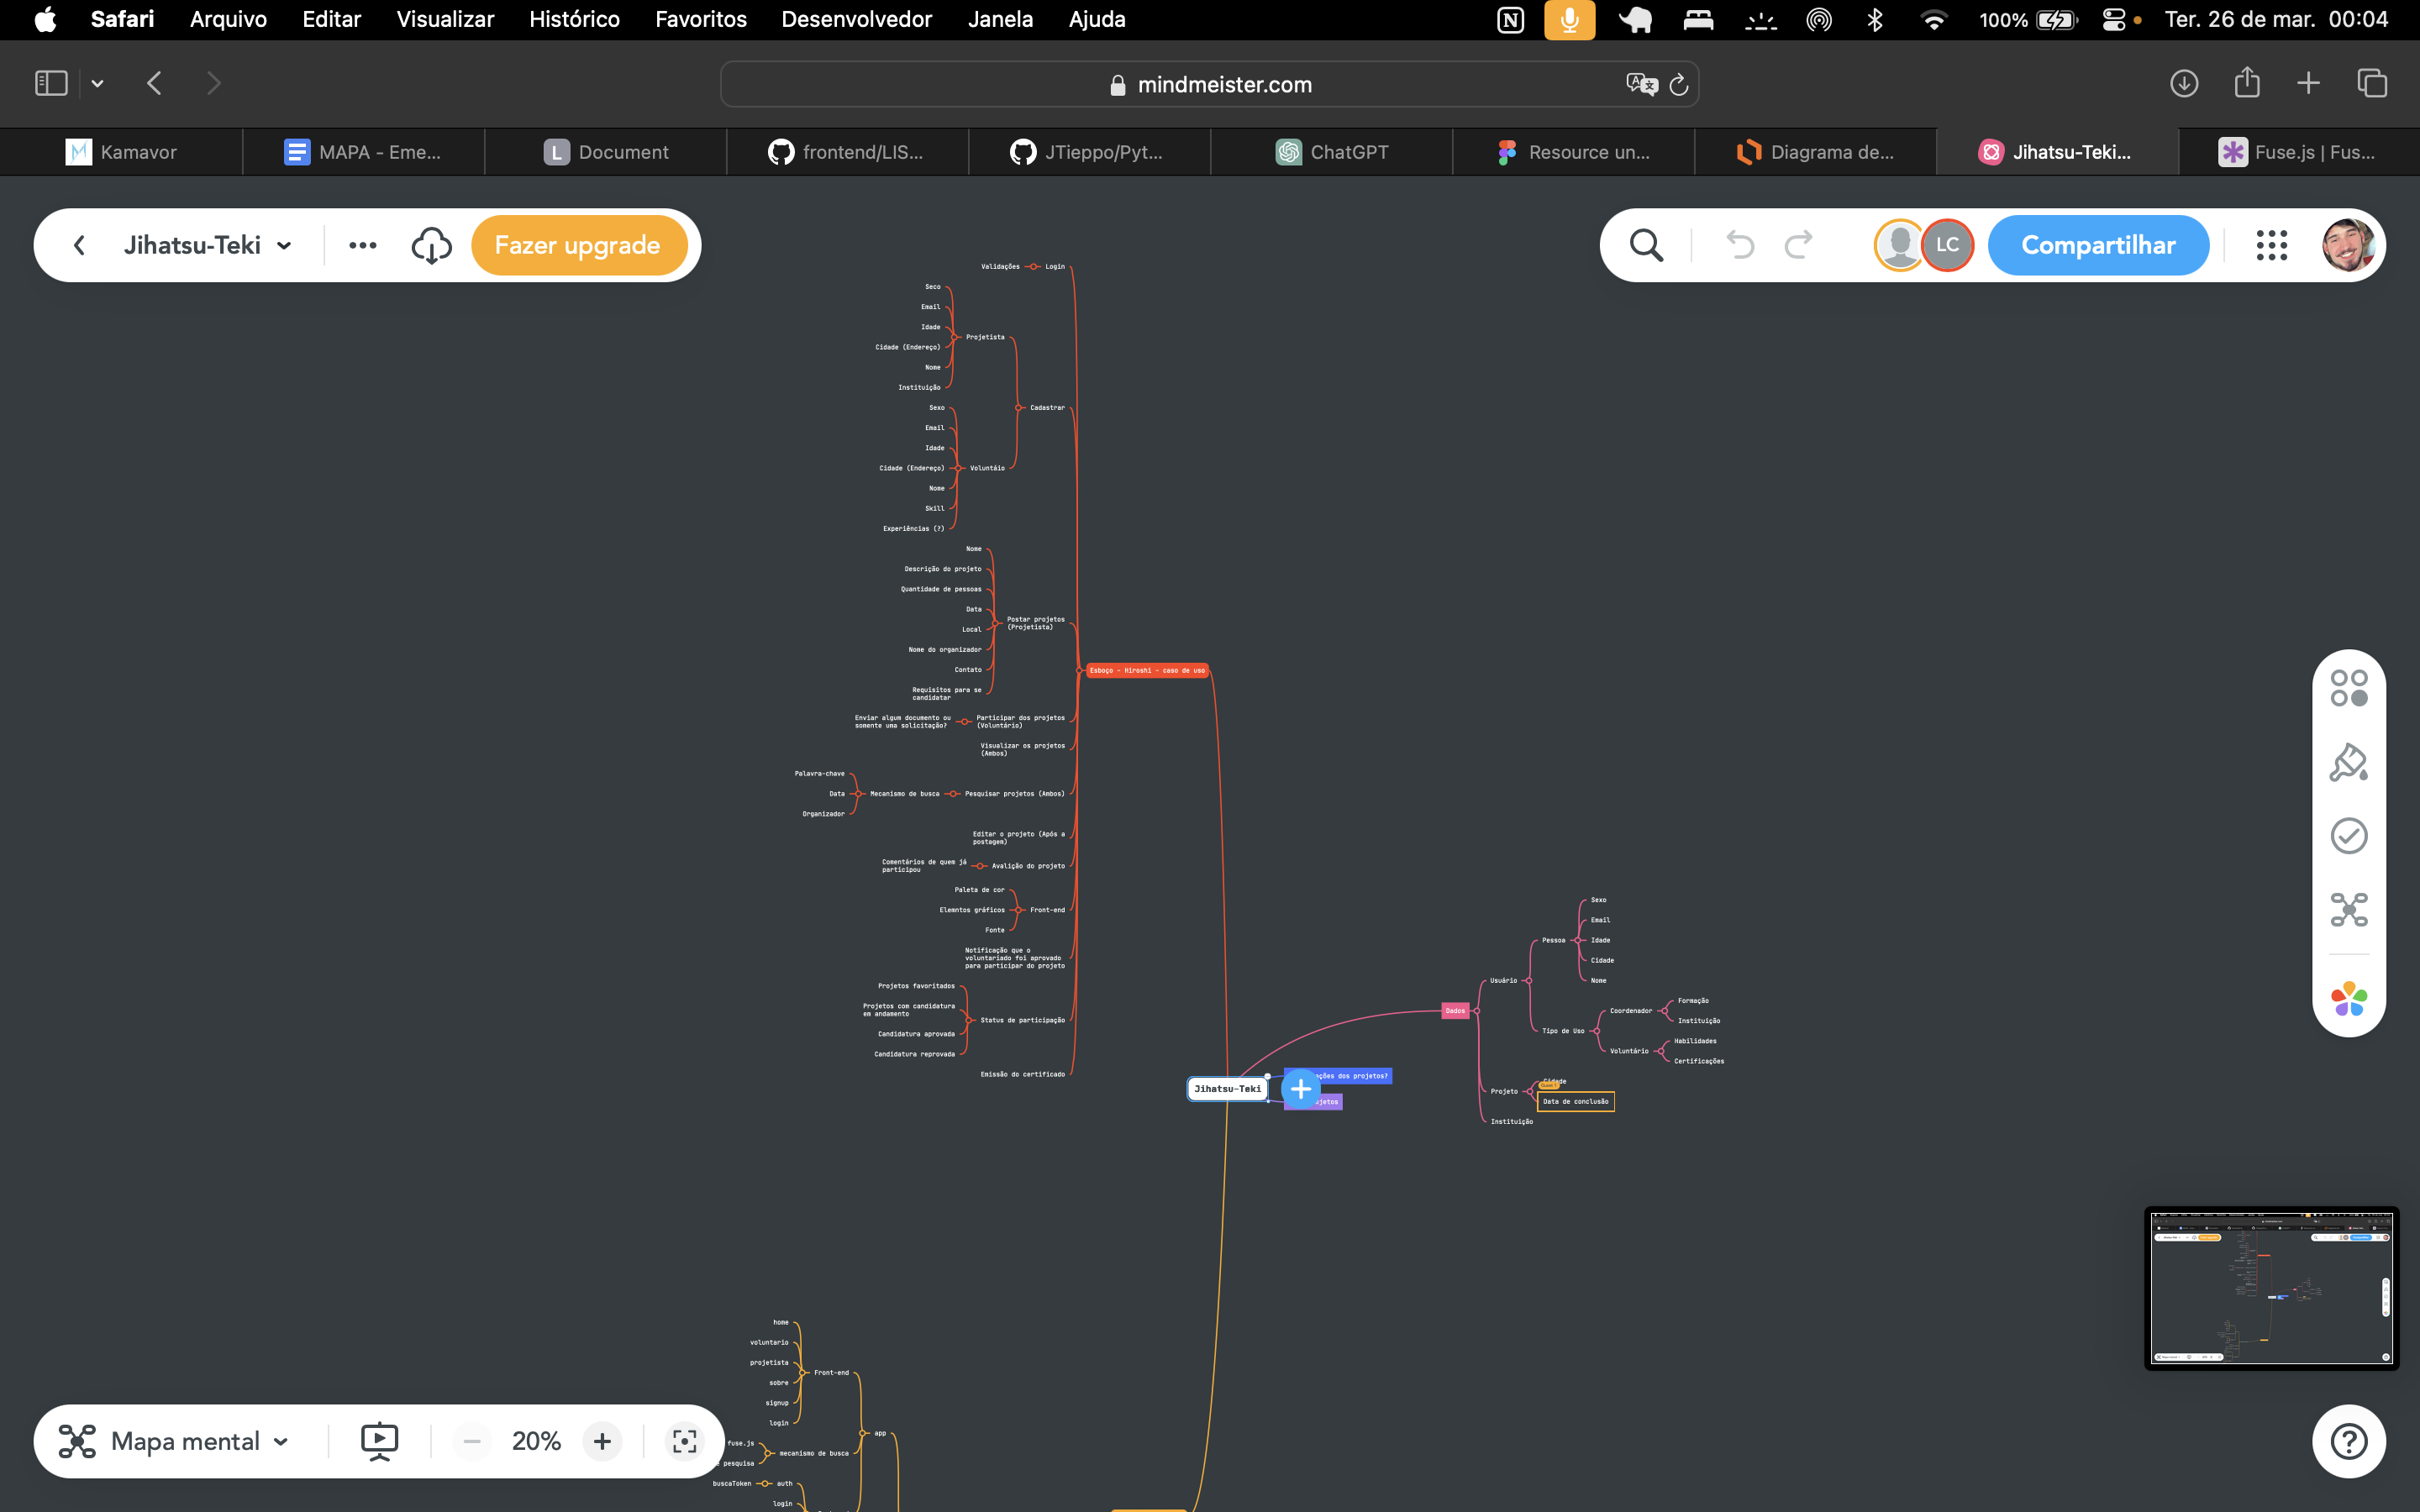 Safari Arquivo Editar Visualizar Histórico Favoritos Desenvolvedor Janela Ajuda 100% Ter. 26 de mar. 00:04
mindmeister.com
Kamavor
MAPA - Eme...
L Document
frontend/LIS...
JTieppo/Pyt...
ChatGPT
Resource un...
Diagrama de...
Jihatsu-Teki...
Fuse.js | Fus...
Jihatsu-Teki
Fazer upgrade
LC
Compartilhar
Validações
Login
Seco
Email
Idade
Cidade (Endereço)
Nome
Instituição
Projetista
Sexo
Email
Idade
Cidade (Endereço)
Nome
Skill
Experiências (?)
Voluntáio
Cadastrar
Nome
Descrição do projeto
Quantidade de pessoas
Data
Local
Nome do organizador
Contato
Requisitos para se
candidatar
Postar projetos
(Projetista)
Esboço - Hiroshi - caso de uso
Enviar algum documento ou
somente uma solicitação?
Participar dos projetos
(Voluntário)
Visualizar os projetos
(Ambos)
Palavra-chave
Data
Organizador
Mecanismo de busca
Pesquisar projetos (Ambos)
Editar o projeto (Após a
postagem)
Comentários de quem já
participou
Avalição do projeto
Paleta de cor
Elemntos gráficos
Fonte
Front-end
Notificação que o
voluntariado foi aprovado
para participar do projeto
Projetos favoritados
Projetos com candidatura
em andamento
Candidatura aprovada
Candidatura reprovada
Status de participação
Emissão do certificado
Jihatsu-Teki
ções dos projetos?
jetos
Dados
Usuário
Pessoa
Sexo
Email
Idade
Cidade
Nome
Tipo de Uso
Coordenador
Formação
Instituição
Voluntário
Habilidades
Certificações
Projeto
Cidade
Data de conclusão
Instituição
home
voluntario
projetista
sobre
signup
login
Front-end
app
fuse.js
pesquisa
mecanismo de busca
buscaToken
auth
login
Mapa mental
20%